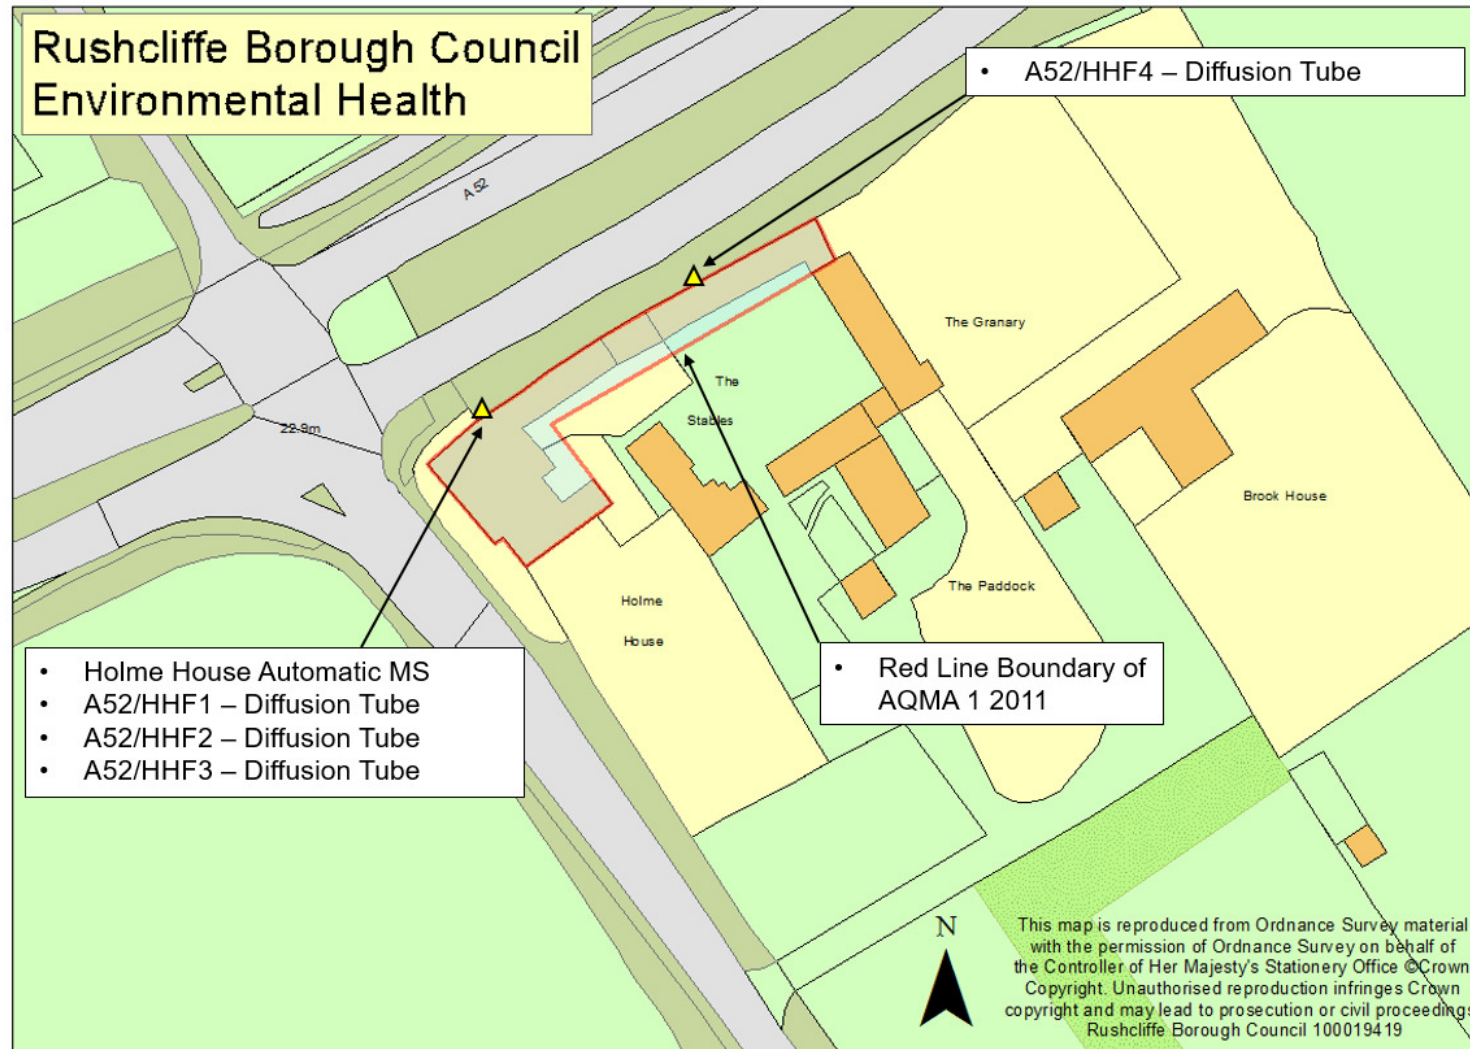 Rushcliffe Borough Council
Environmental Health
• A52/HHF4 – Diffusion Tube
A 52
The Granary
The
Stables
22.9m
Brook House
The Paddock
Holme
House
• Holme House Automatic MS
• A52/HHF1 – Diffusion Tube
• A52/HHF2 – Diffusion Tube
• A52/HHF3 – Diffusion Tube
• Red Line Boundary of
AQMA 1 2011
N
This map is reproduced from Ordnance Survey material
with the permission of Ordnance Survey on behalf of
the Controller of Her Majesty's Stationery Office ©Crown
Copyright. Unauthorised reproduction infringes Crown
copyright and may lead to prosecution or civil proceedings
Rushcliffe Borough Council 100019419